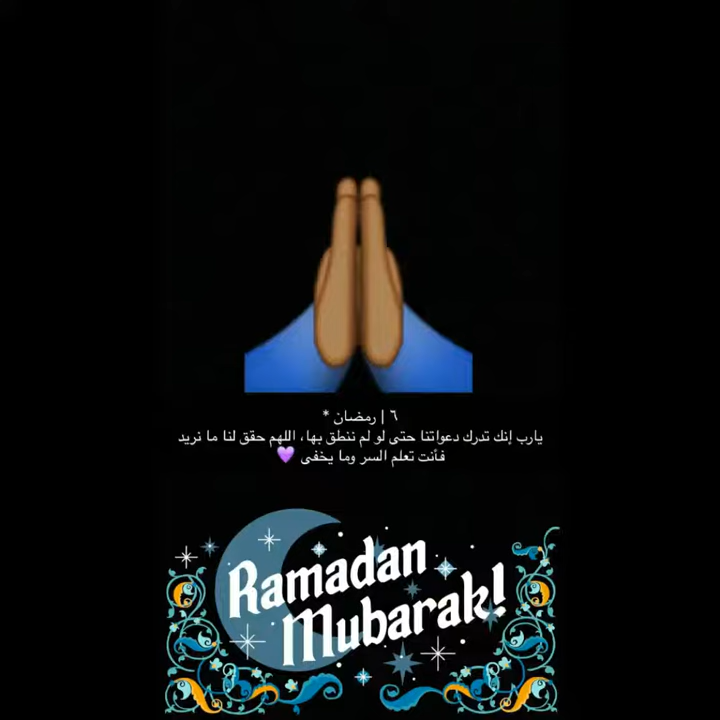 ٦ | رمضان *
يارب إنك تدرك دعواتنا حتى لو لم ننطق بها، اللهم حقق لنا ما نريد
فأنت تعلم السر وما يخفى 💜
Ramadan
Mubarak!